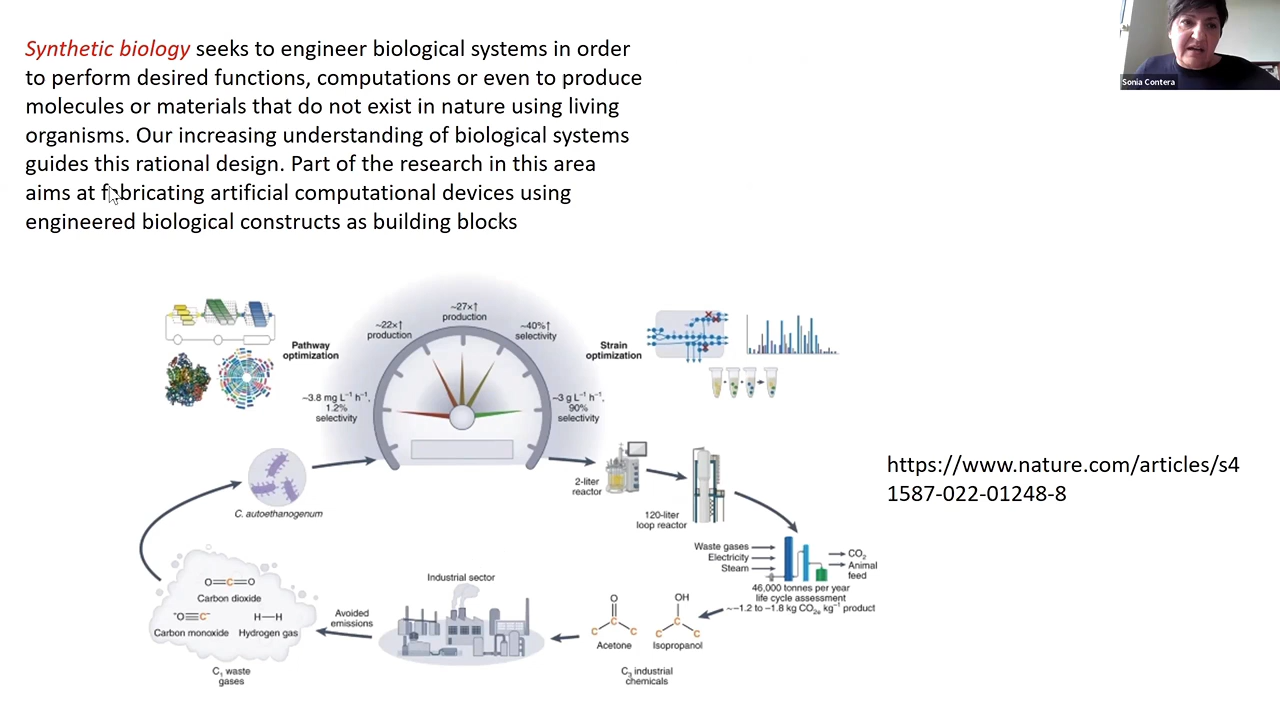 Synthetic biology seeks to engineer biological systems in order
to perform desired functions, computations or even to produce
molecules or materials that do not exist in nature using living
organisms. Our increasing understanding of biological systems
guides this rational design. Part of the research in this area
aims at fabricating artificial computational devices using
engineered biological constructs as building blocks
Sonia Contera
~27x↑
production
~22x↑
production
~40%↑
selectivity
Pathway
optimization
Strain
optimization
~3.8 mg L⁻¹ h⁻¹,
1.2%
selectivity
~3 g L⁻¹ h⁻¹,
90%
selectivity
C. autoethanogenum
2-liter
reactor
120-liter
loop reactor
https://www.nature.com/articles/s4
1587-022-01248-8
Waste gases
Electricity
Steam
CO₂
Animal
feed
46,000 tonnes per year
life cycle assessment
~−1.2 to −1.8 kg CO₂ₑ kg⁻¹ product
O=C=O
Carbon dioxide
⁻O≡C⁻
Carbon monoxide
H—H
Hydrogen gas
C₁ waste
gases
Avoided
emissions
Industrial sector
O
C C C
Acetone
OH
C C C
Isopropanol
C₃ industrial
chemicals